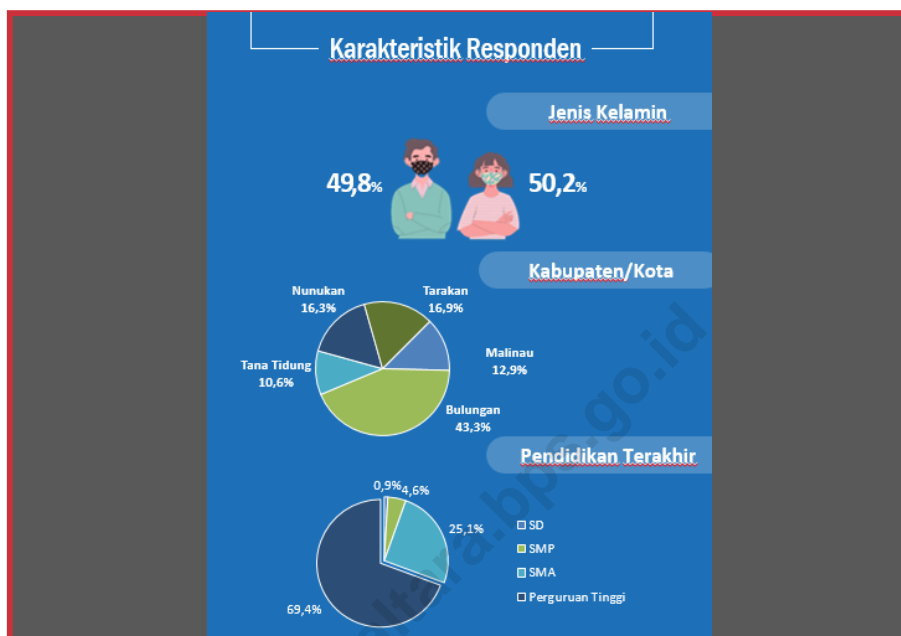 Karakteristik Responden
Jenis Kelamin
49,8%
50,2%
Kabupaten/Kota
Nunukan
16,3%
Tarakan
16,9%
Malinau
12,9%
Tana Tidung
10,6%
Bulungan
43,3%
Pendidikan Terakhir
0,9%
4,6%
25,1%
69,4%
SD
SMP
SMA
Perguruan Tinggi